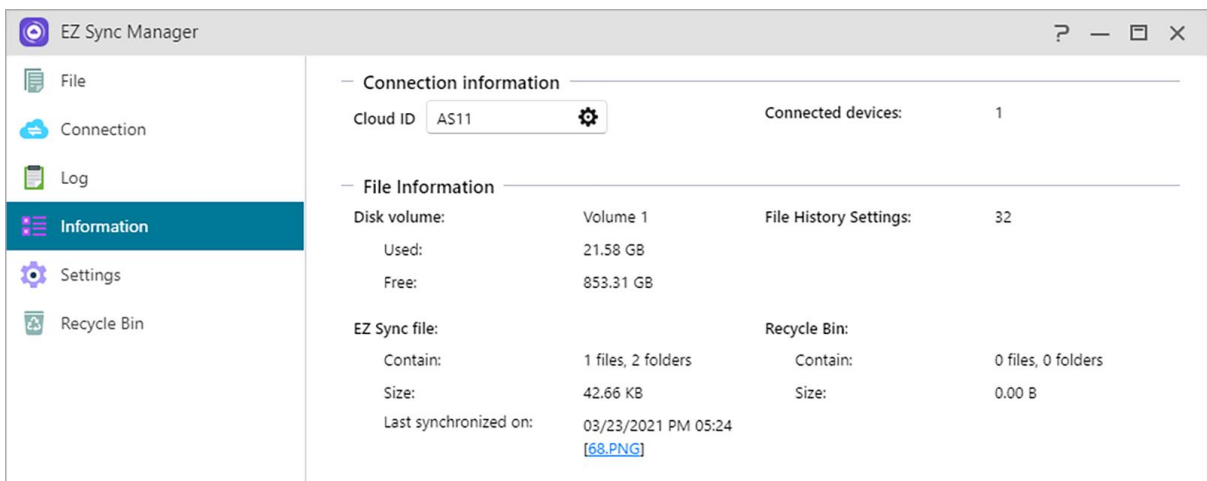 EZ Sync Manager
File
Connection
Log
Information
Settings
Recycle Bin
Connection information
Cloud ID AS11 Connected devices: 1
File Information
Disk volume: Volume 1 File History Settings: 32
Used: 21.58 GB
Free: 853.31 GB
EZ Sync file: Recycle Bin:
Contain: 1 files, 2 folders Contain: 0 files, 0 folders
Size: 42.66 KB Size: 0.00 B
Last synchronized on: 03/23/2021 PM 05:24
[68.PNG]